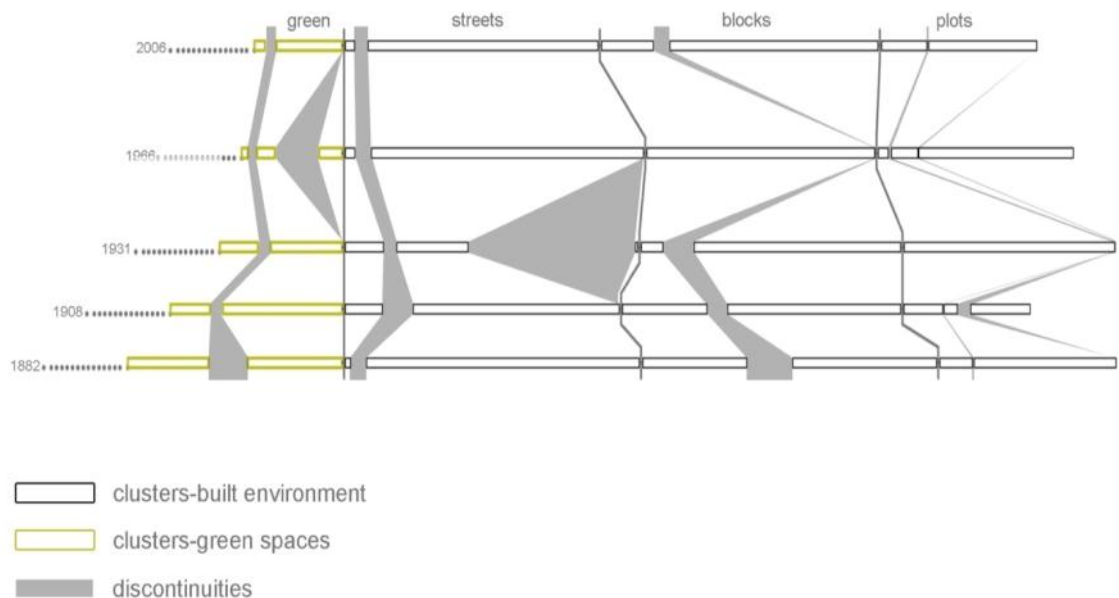 green streets blocks plots
2006
1966
1931
1908
1882
clusters-built environment
clusters-green spaces
discontinuities